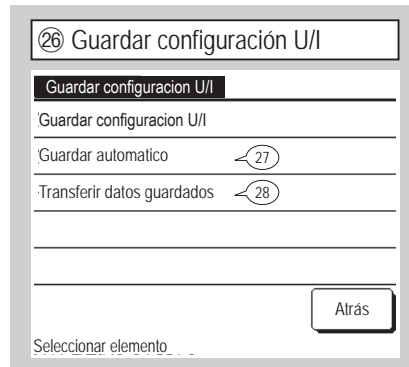 ㉖ Guardar configuración U/I
Guardar configuracion U/I
Guardar configuracion U/I
Guardar automatico 27
Transferir datos guardados 28
Atrás
Seleccionar elemento